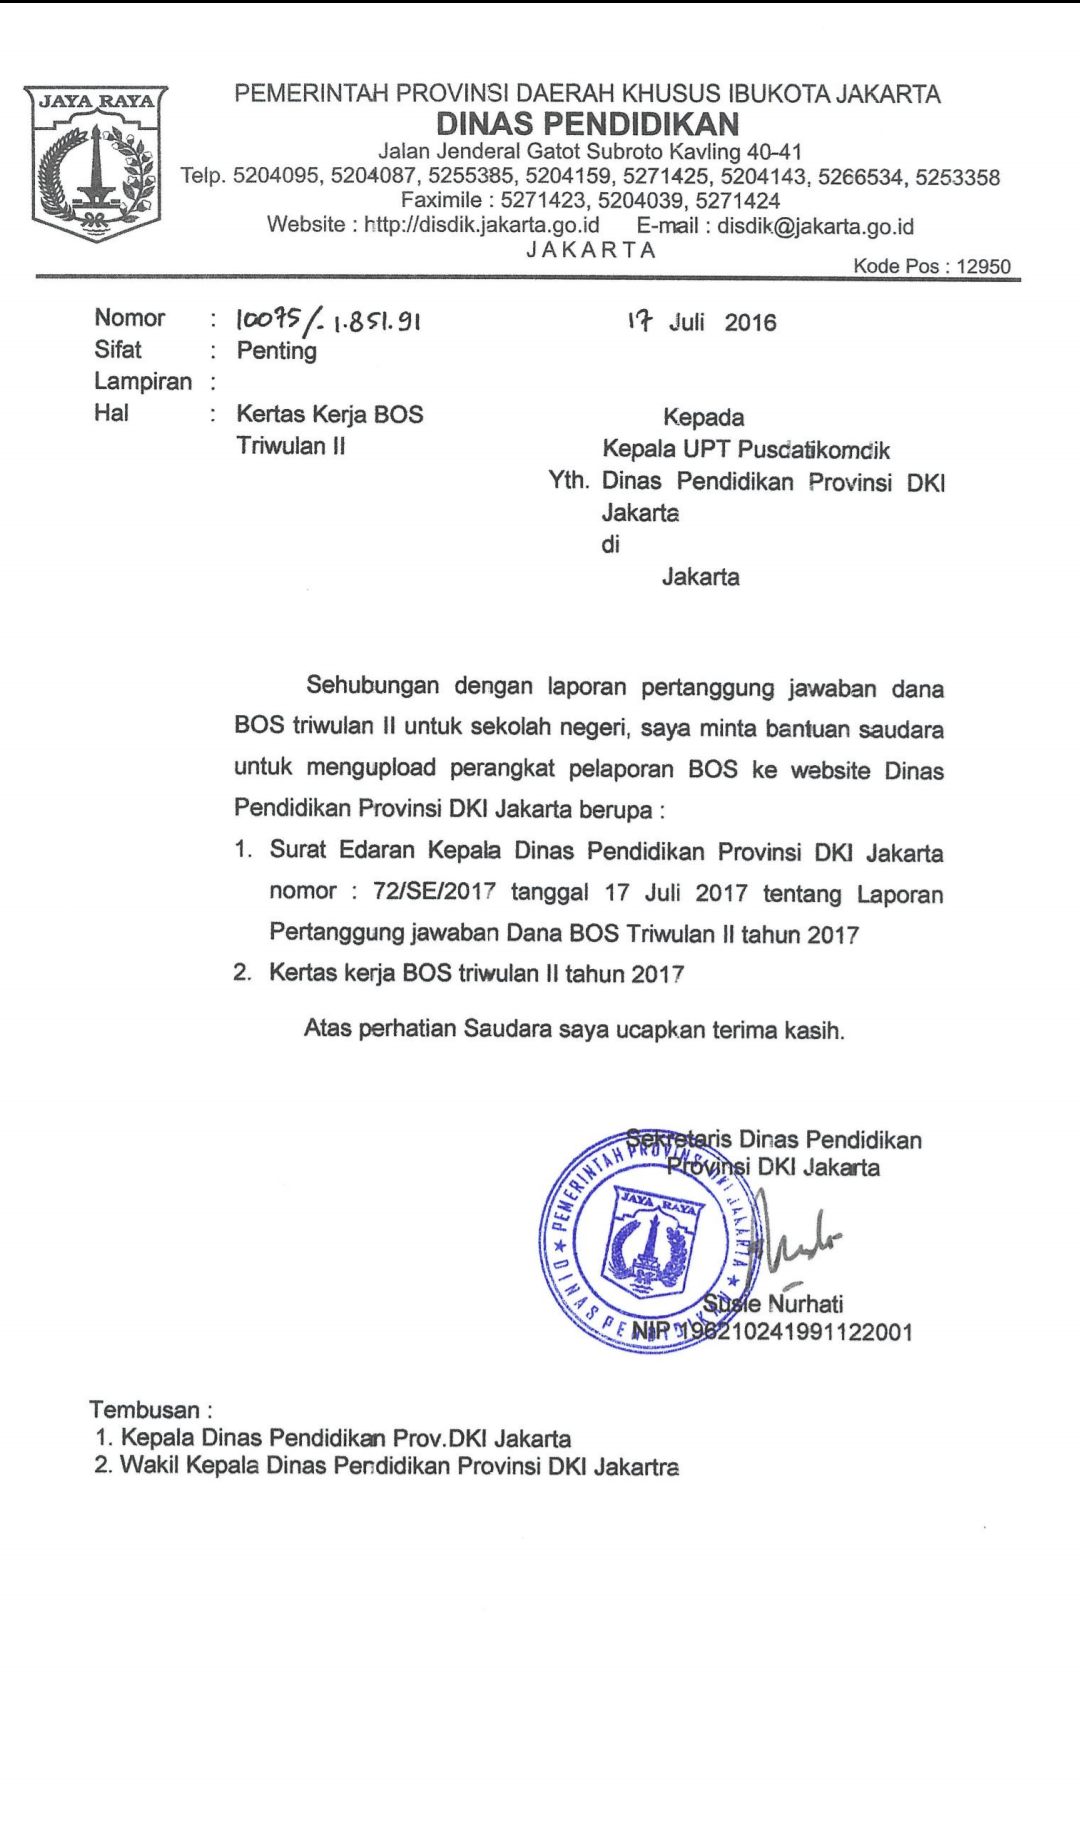 JAYA RAYA
PEMERINTAH PROVINSI DAERAH KHUSUS IBUKOTA JAKARTA
DINAS PENDIDIKAN
Jalan Jenderal Gatot Subroto Kavling 40-41
Telp. 5204095, 5204087, 5255385, 5204159, 5271425, 5204143, 5266534, 5253358
Faximile : 5271423, 5204039, 5271424
Website : http://disdik.jakarta.go.id E-mail : disdik@jakarta.go.id
JAKARTA
Kode Pos : 12950
Nomor : 10075/-1.851.91
17 Juli 2016
Sifat : Penting
Lampiran :
Hal : Kertas Kerja BOS
Triwulan II
Kepada
Kepala UPT Pusdatikomdik
Yth. Dinas Pendidikan Provinsi DKI
Jakarta
di
Jakarta
Sehubungan dengan laporan pertanggung jawaban dana
BOS triwulan II untuk sekolah negeri, saya minta bantuan saudara
untuk mengupload perangkat pelaporan BOS ke website Dinas
Pendidikan Provinsi DKI Jakarta berupa :
1. Surat Edaran Kepala Dinas Pendidikan Provinsi DKI Jakarta
nomor : 72/SE/2017 tanggal 17 Juli 2017 tentang Laporan
Pertanggung jawaban Dana BOS Triwulan II tahun 2017
2. Kertas kerja BOS triwulan II tahun 2017
Atas perhatian Saudara saya ucapkan terima kasih.
Sekretaris Dinas Pendidikan
Provinsi DKI Jakarta
PEMERINTAH PROVINSI DKI JAKARTA
JAYA RAYA
DINAS PENDIDIKAN
Susie Nurhati
NIP 196210241991122001
Tembusan :
1. Kepala Dinas Pendidikan Prov.DKI Jakarta
2. Wakil Kepala Dinas Pendidikan Provinsi DKI Jakartra